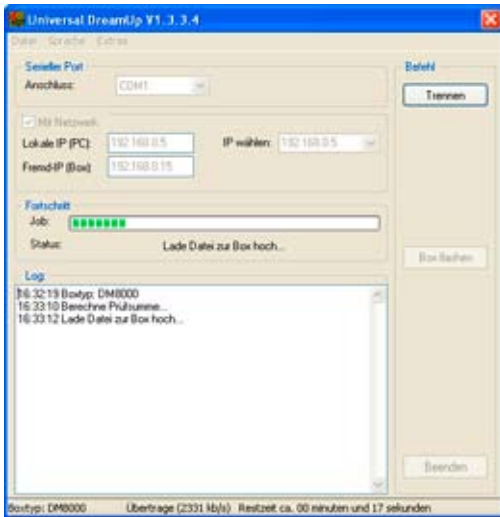 Universal DreamUp V1.3.3.4
Datei Sprache Extras
Serieller Port
Anschluss: COM1
Mit Netzwerk
Lokale IP (PC): 192.168.0.5 IP wählen: 192.168.0.5
Fremd-IP (Box): 192.168.0.15
Fortschritt
Job:
Status: Lade Datei zur Box hoch...
Log:
16:32:19 Boxtyp: DM8000
16:33:10 Berechne Prüfsumme...
16:33:12 Lade Datei zur Box hoch...
Befehl
Trennen
Box flashen
Beenden
Boxtyp: DM8000 Übertrage (2331 kb/s) Restzeit ca. 00 minuten und 17 sekunden